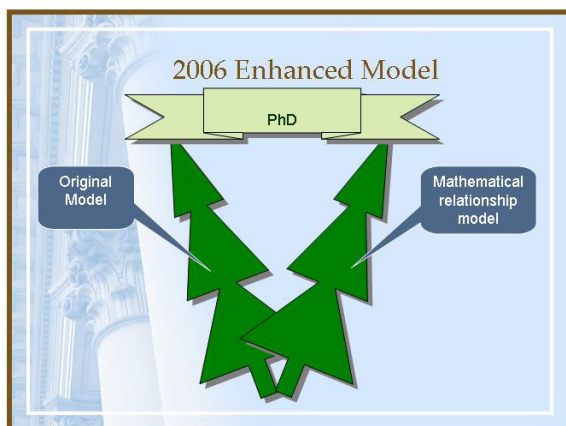 2006 Enhanced Model
PhD
Original
Model
Mathematical
relationship
model